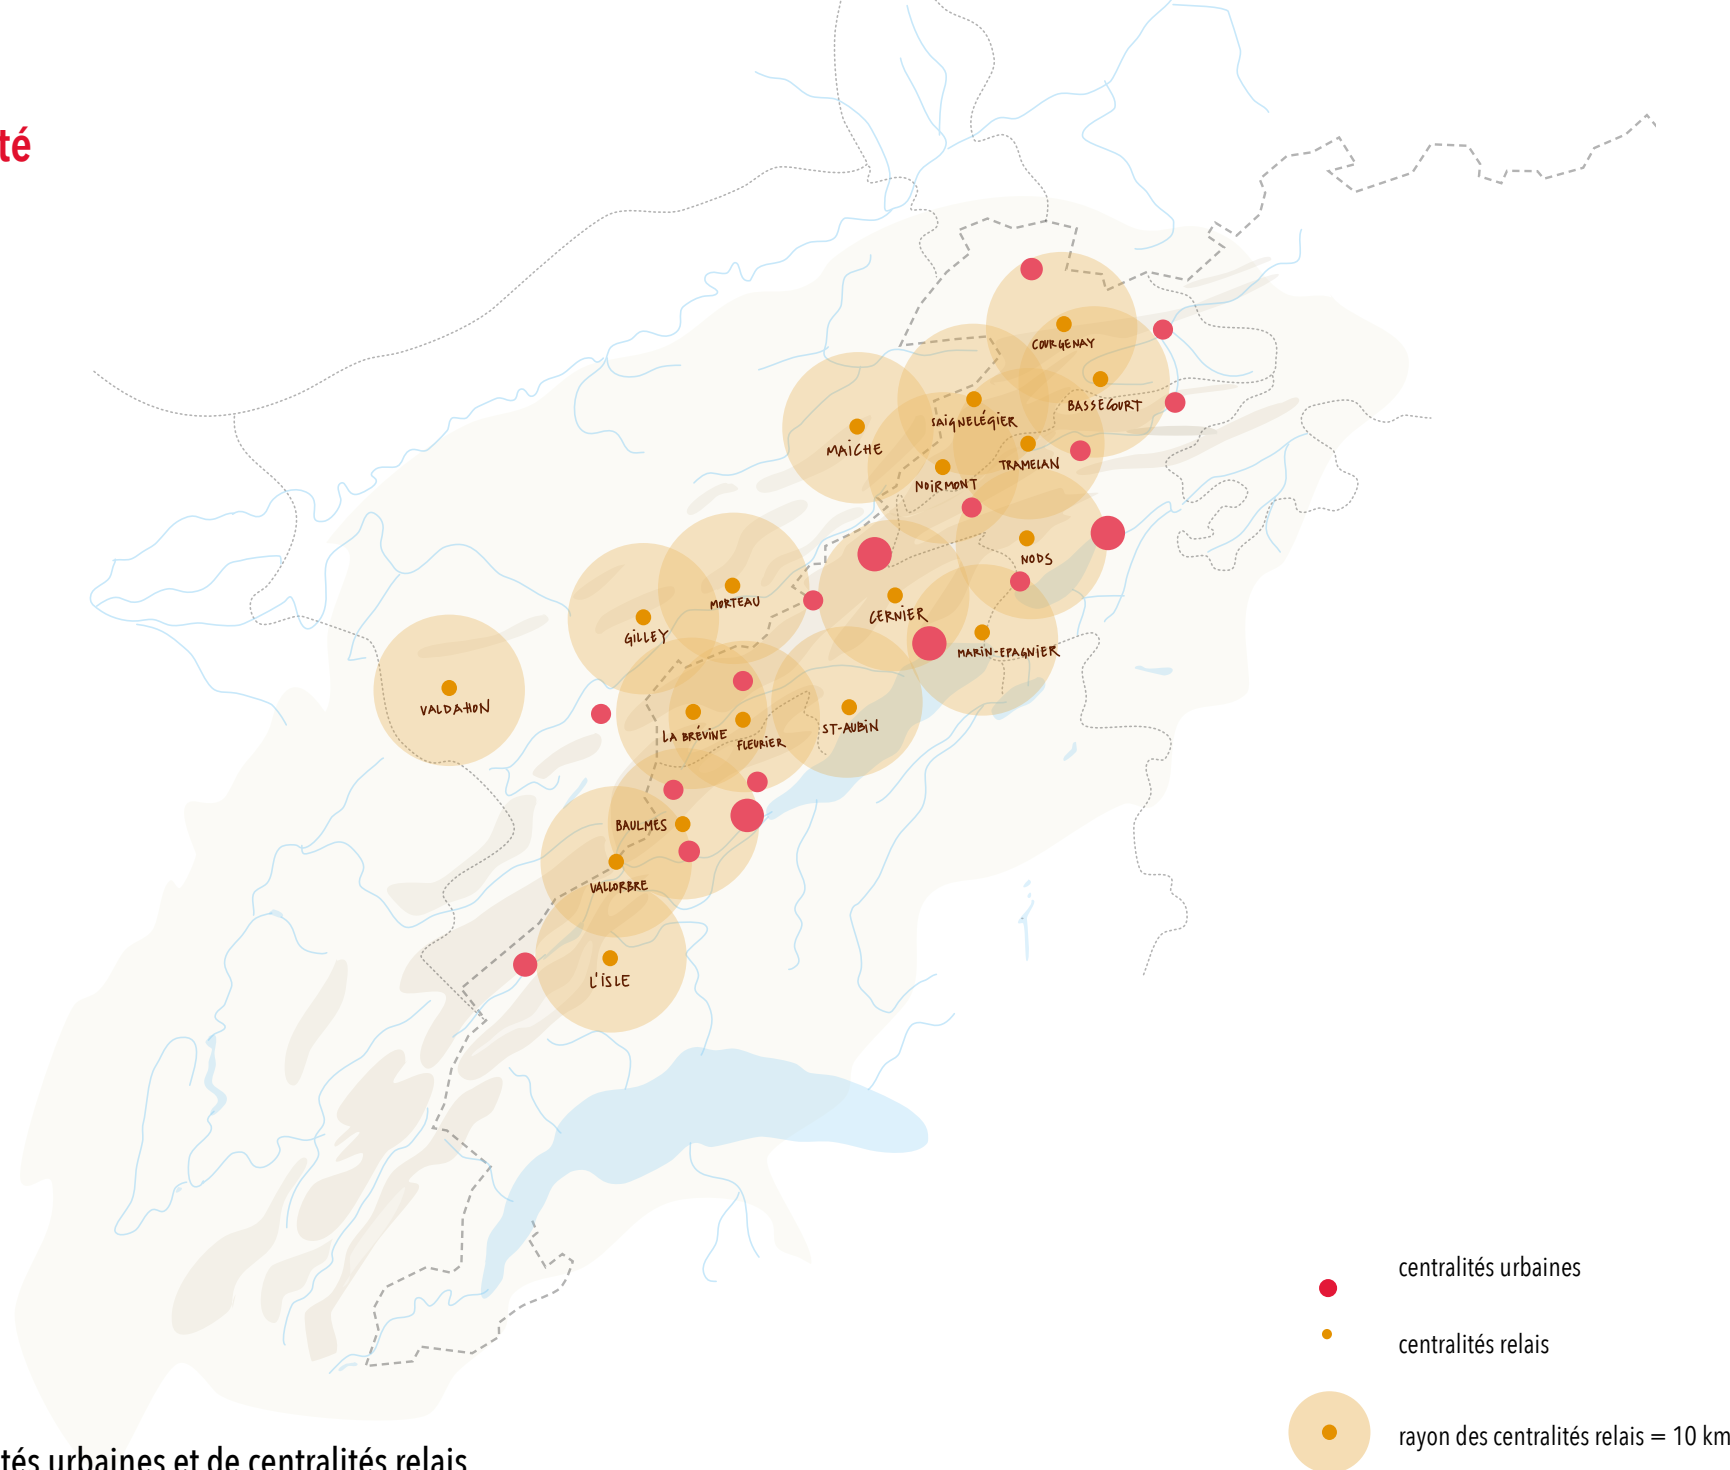 té
COURGENAY
BASSECOURT
SAIGNELÉGIER
MAICHE
TRAMELAN
NOIRMONT
NODS
MORTEAU
CERNIER
GILLEY
MARIN-EPAGNIER
VALDAHON
LA BRÉVINE
FLEURIER
ST-AUBIN
BAULMES
VALLORBRE
L'ISLE
centralités urbaines
centralités relais
rayon des centralités relais = 10 km
tés urbaines et de centralités relais